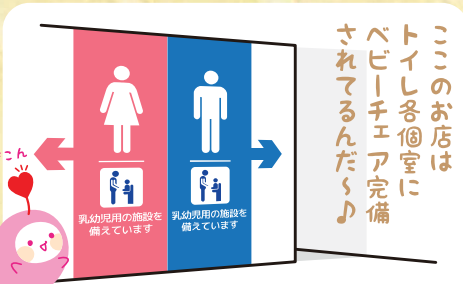 ここのお店は
トイレ各個室に
ベビーチェア完備
されてるんだ～♪
こん
乳幼児用の施設を
備えています
乳幼児用の施設を
備えています